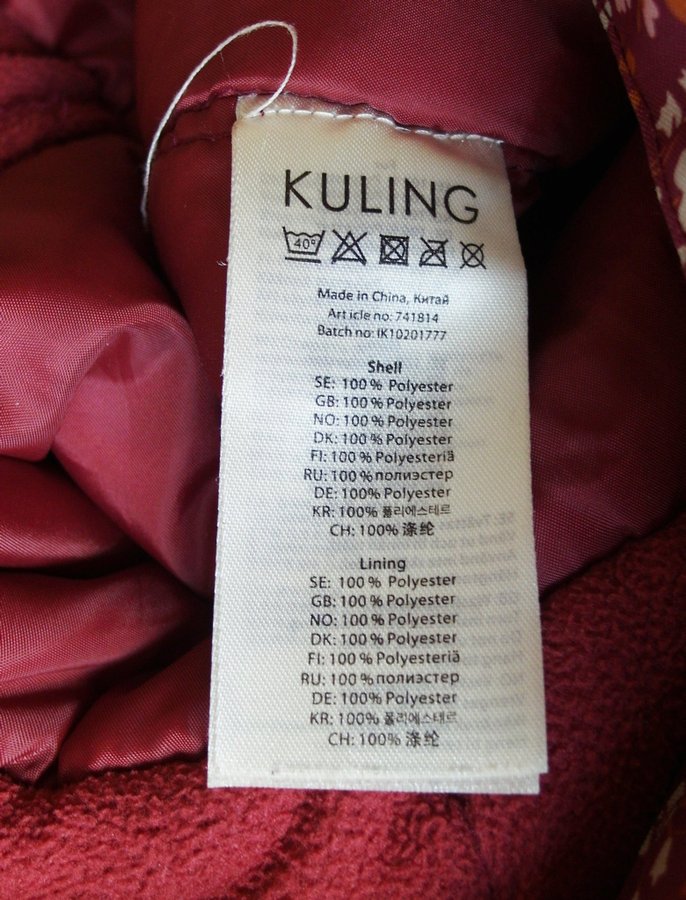 KULING
40°
Made in China, Китай
Article no: 741814
Batch no: IK10201777
Shell
SE: 100 % Polyester
GB: 100 % Polyester
NO: 100 % Polyester
DK: 100 % Polyester
FI: 100 % Polyesteriä
RU: 100 % полиэстер
DE: 100% Polyester
KR: 100% 폴리에스테르
CH: 100% 涤纶
Lining
SE: 100 % Polyester
GB: 100 % Polyester
NO: 100 % Polyester
DK: 100 % Polyester
FI: 100 % Polyesteriä
RU: 100 % полиэстер
DE: 100% Polyester
KR: 100% 폴리에스테르
CH: 100% 涤纶